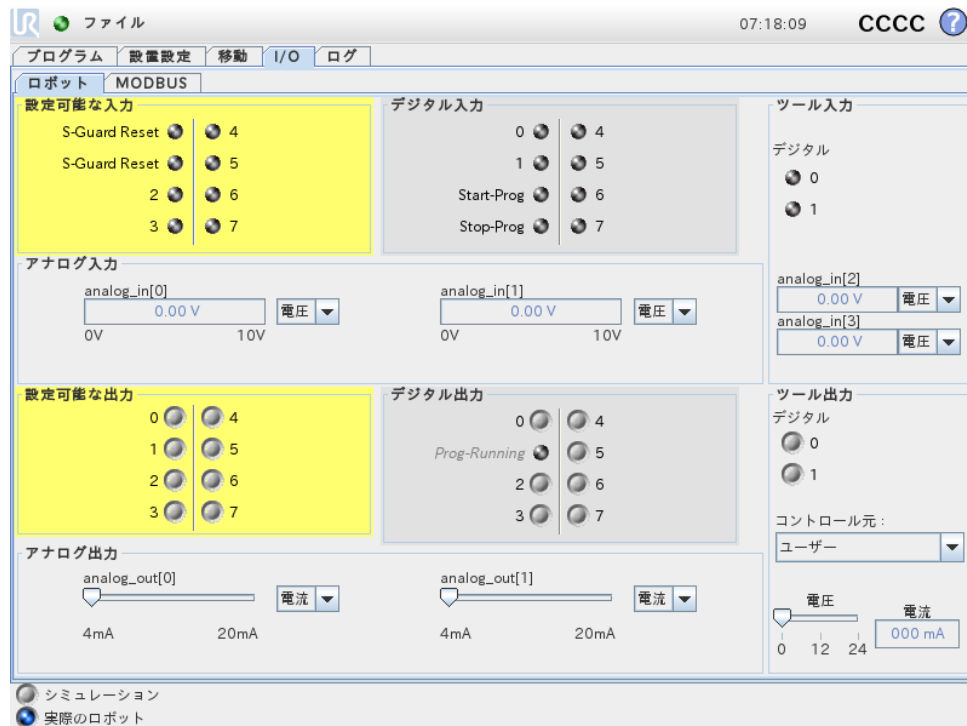 UR ファイル 07:18:09 CCCC ?
プログラム 設置設定 移動 I/O ログ
ロボット MODBUS
設定可能な入力
S-Guard Reset 4
S-Guard Reset 5
2 6
3 7
デジタル入力
0 4
1 5
Start-Prog 6
Stop-Prog 7
ツール入力
デジタル
0
1
アナログ入力
analog_in[0]
0.00 V 電圧
0V 10V
analog_in[1]
0.00 V 電圧
0V 10V
analog_in[2]
0.00 V 電圧
analog_in[3]
0.00 V 電圧
設定可能な出力
0 4
1 5
2 6
3 7
デジタル出力
0 4
Prog-Running 5
2 6
3 7
ツール出力
デジタル
0
1
コントロール元 :
ユーザー
電圧
0 12 24
電流
000 mA
アナログ出力
analog_out[0]
電流
4mA 20mA
analog_out[1]
電流
4mA 20mA
シミュレーション
実際のロボット